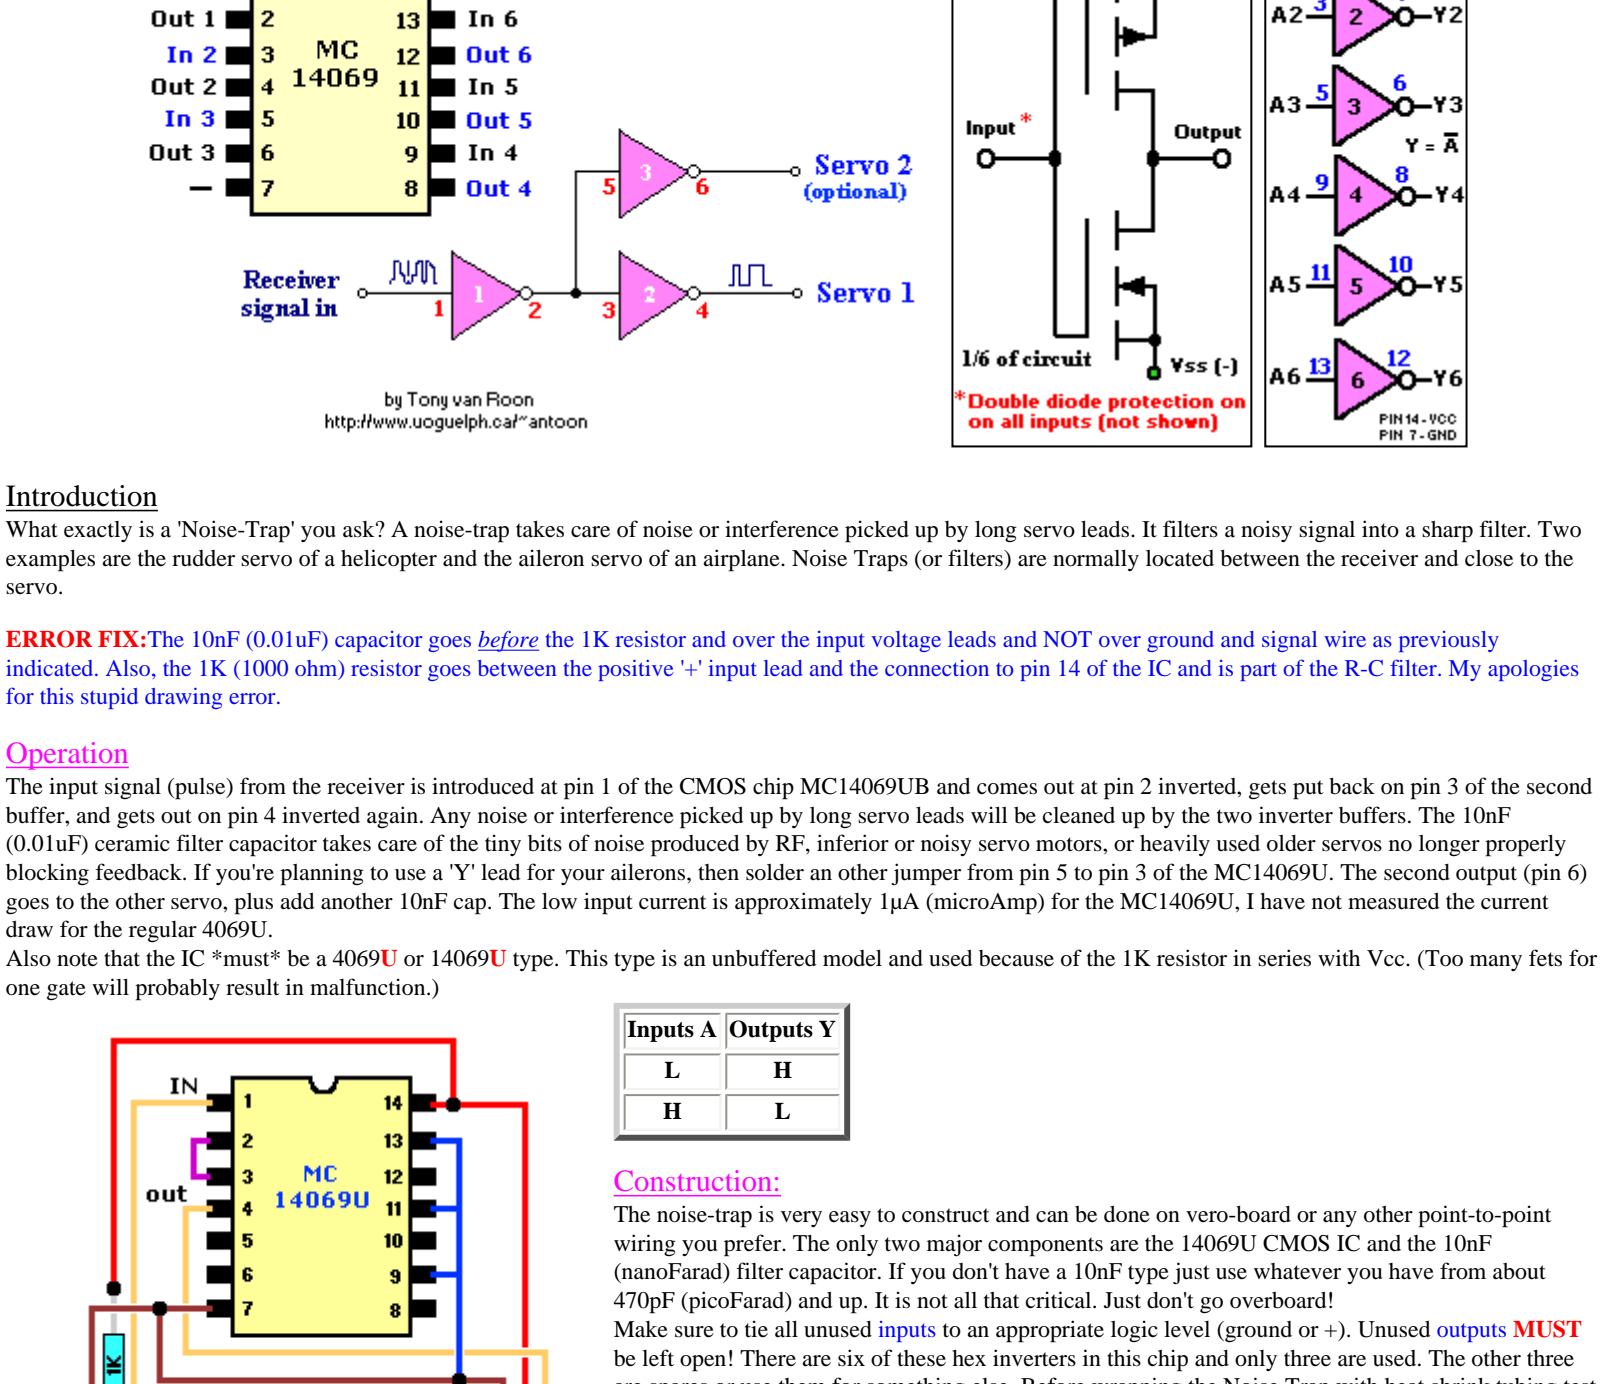 Out 1 2 13 In 6
In 2 3 MC 12 Out 6
Out 2 4 14069 11 In 5
In 3 5 10 Out 5
Out 3 6 9 In 4
— 7 8 Out 4
5 3 6 Servo 2
(optional)
Receiver
signal in
1 1 2 3 2 4 Servo 1
by Tony van Roon
http://www.uoguelph.ca/~antoon
Input *
Output
1/6 of circuit
Vss (-)
*Double diode protection on
on all inputs (not shown)
A2 3 2 Y2
A3 5 3 6 Y3
Y = A̅
A4 9 4 8 Y4
A5 11 5 10 Y5
A6 13 6 12 Y6
PIN 14 - VCC
PIN 7 - GND
Introduction
What exactly is a 'Noise-Trap' you ask? A noise-trap takes care of noise or interference picked up by long servo leads. It filters a noisy signal into a sharp filter. Two
examples are the rudder servo of a helicopter and the aileron servo of an airplane. Noise Traps (or filters) are normally located between the receiver and close to the
servo.
ERROR FIX:The 10nF (0.01uF) capacitor goes before the 1K resistor and over the input voltage leads and NOT over ground and signal wire as previously
indicated. Also, the 1K (1000 ohm) resistor goes between the positive '+' input lead and the connection to pin 14 of the IC and is part of the R-C filter. My apologies
for this stupid drawing error.
Operation
The input signal (pulse) from the receiver is introduced at pin 1 of the CMOS chip MC14069UB and comes out at pin 2 inverted, gets put back on pin 3 of the second
buffer, and gets out on pin 4 inverted again. Any noise or interference picked up by long servo leads will be cleaned up by the two inverter buffers. The 10nF
(0.01uF) ceramic filter capacitor takes care of the tiny bits of noise produced by RF, inferior or noisy servo motors, or heavily used older servos no longer properly
blocking feedback. If you're planning to use a 'Y' lead for your ailerons, then solder an other jumper from pin 5 to pin 3 of the MC14069U. The second output (pin 6)
goes to the other servo, plus add another 10nF cap. The low input current is approximately 1µA (microAmp) for the MC14069U, I have not measured the current
draw for the regular 4069U.
Also note that the IC *must* be a 4069U or 14069U type. This type is an unbuffered model and used because of the 1K resistor in series with Vcc. (Too many fets for
one gate will probably result in malfunction.)
Inputs A Outputs Y
L H
H L
IN
1 14
2 13
3 MC 12
out
4 14069U 11
5 10
6 9
7 8
1K
Construction:
The noise-trap is very easy to construct and can be done on vero-board or any other point-to-point
wiring you prefer. The only two major components are the 14069U CMOS IC and the 10nF
(nanoFarad) filter capacitor. If you don't have a 10nF type just use whatever you have from about
470pF (picoFarad) and up. It is not all that critical. Just don't go overboard!
Make sure to tie all unused inputs to an appropriate logic level (ground or +). Unused outputs MUST
be left open! There are six of these hex inverters in this chip and only three are used. The other three
are spares or use them for something else. Before wrapping the Noise Trap with heat shrink tubing test